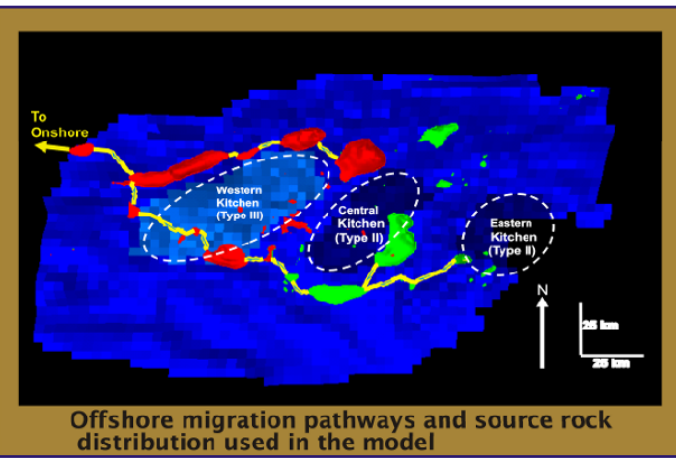 To
Onshore
Western
Kitchen
(Type III)
Central
Kitchen
(Type II)
Eastern
Kitchen
(Type II)
N
25 km
25 km
Offshore migration pathways and source rock
distribution used in the model